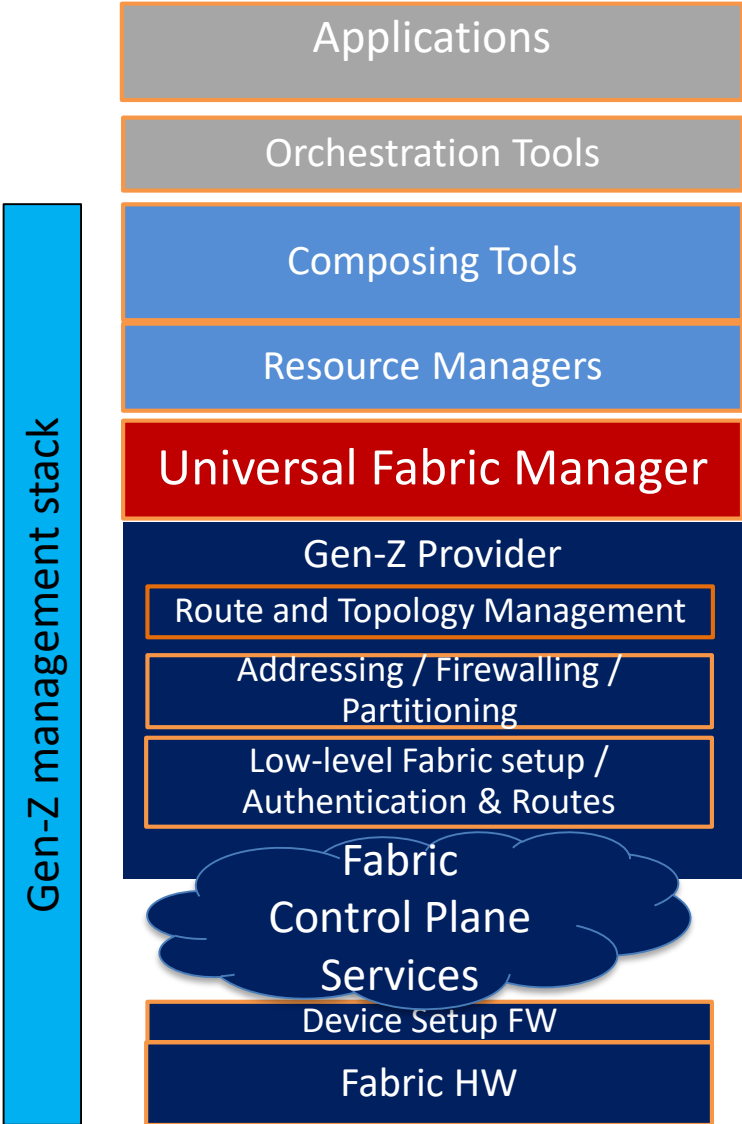 Applications
Orchestration Tools
Composing Tools
Resource Managers
Universal Fabric Manager
Gen-Z Provider
Route and Topology Management
Addressing / Firewalling /
Partitioning
Low-level Fabric setup /
Authentication & Routes
Fabric
Control Plane
Services
Device Setup FW
Fabric HW
Gen-Z management stack